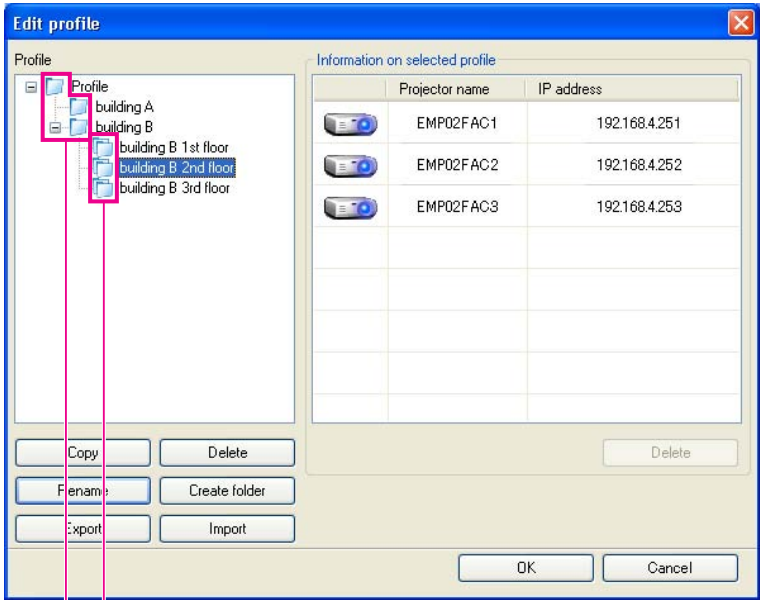 Edit profile
Profile
Information on selected profile
Profile
building A
building B
building B 1st floor
building B 2nd floor
building B 3rd floor
Projector name IP address
EMP02FAC1 192.168.4.251
EMP02FAC2 192.168.4.252
EMP02FAC3 192.168.4.253
Copy Delete
Rename Create folder
Export Import
Delete
OK Cancel